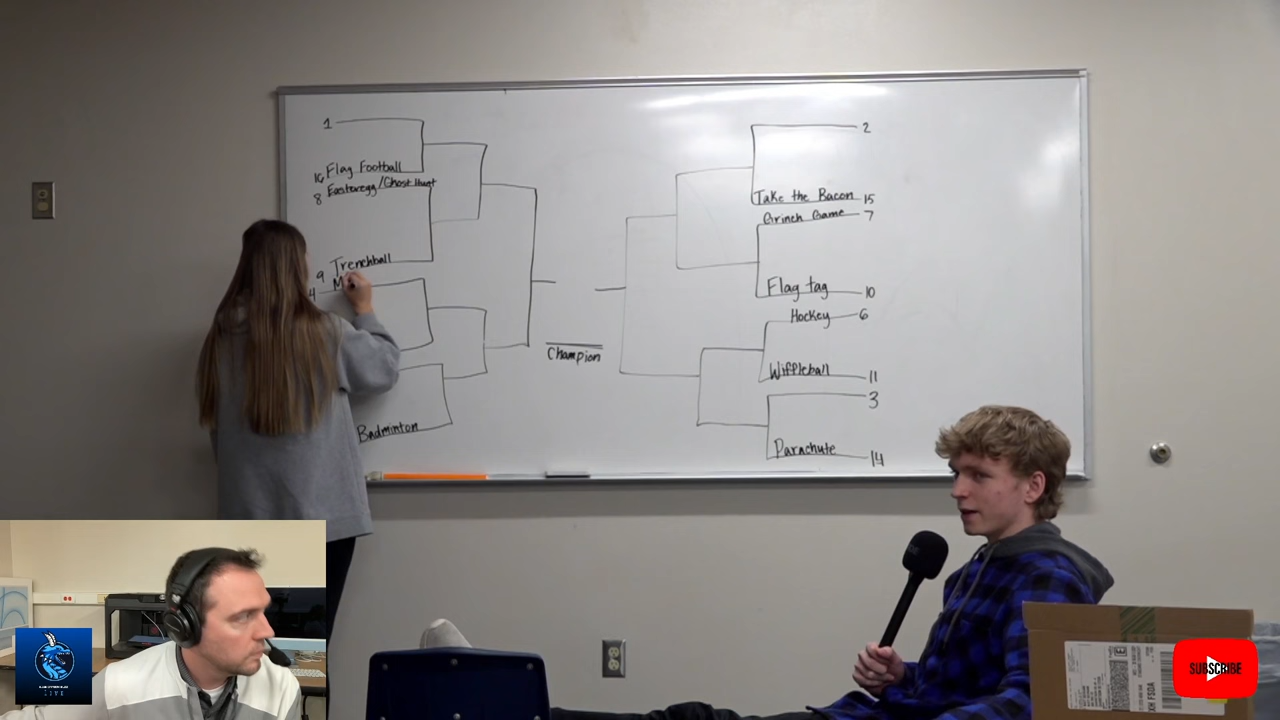 1
16 Flag Football
8 Easteregg/Ghost Hunt
9 Trenchball
4 M
Badminton
Champion
2
Take the Bacon 15
Grinch Game 7
Flag tag 10
Hockey 6
Wiffleball 11
3
Parachute 14
SUBSCRIBE